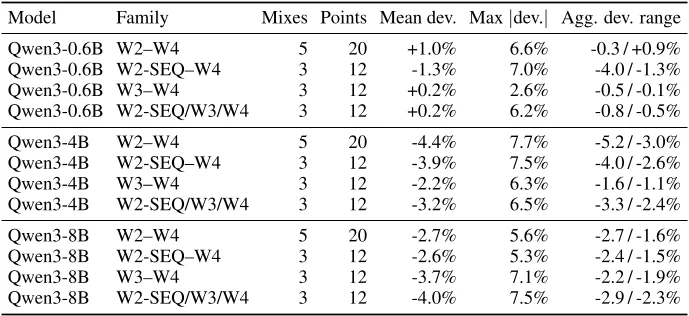 Model Family Mixes Points Mean dev. Max |dev.| Agg. dev. range
Qwen3-0.6B W2–W4 5 20 +1.0% 6.6% -0.3 / +0.9%
Qwen3-0.6B W2-SEQ–W4 3 12 -1.3% 7.0% -4.0 / -1.3%
Qwen3-0.6B W3–W4 3 12 +0.2% 2.6% -0.5 / -0.1%
Qwen3-0.6B W2-SEQ/W3/W4 3 12 +0.2% 6.2% -0.8 / -0.5%
Qwen3-4B W2–W4 5 20 -4.4% 7.7% -5.2 / -3.0%
Qwen3-4B W2-SEQ–W4 3 12 -3.9% 7.5% -4.0 / -2.6%
Qwen3-4B W3–W4 3 12 -2.2% 6.3% -1.6 / -1.1%
Qwen3-4B W2-SEQ/W3/W4 3 12 -3.2% 6.5% -3.3 / -2.4%
Qwen3-8B W2–W4 5 20 -2.7% 5.6% -2.7 / -1.6%
Qwen3-8B W2-SEQ–W4 3 12 -2.6% 5.3% -2.4 / -1.5%
Qwen3-8B W3–W4 3 12 -3.7% 7.1% -2.2 / -1.9%
Qwen3-8B W2-SEQ/W3/W4 3 12 -4.0% 7.5% -2.9 / -2.3%